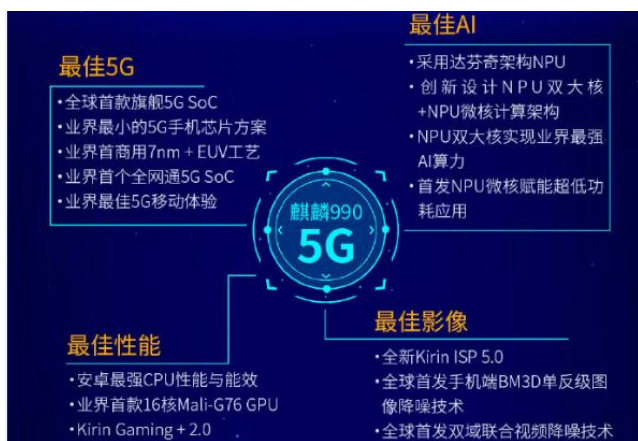 最佳5G
•全球首款旗舰5G SoC
•业界最小的5G手机芯片方案
•业界首商用7nm + EUV工艺
•业界首个全网通5G SoC
•业界最佳5G移动体验
最佳AI
•采用达芬奇架构NPU
•创新设计NPU双大核
+NPU微核计算架构
•NPU双大核实现业界最强
AI算力
•首发NPU微核赋能超低功
耗应用
麒麟990
5G
最佳性能
•安卓最强CPU性能与能效
•业界首款16核Mali-G76 GPU
•Kirin Gaming + 2.0
最佳影像
•全新Kirin ISP 5.0
•全球首发手机端BM3D单反级图
像降噪技术
•全球首发双域联合视频降噪技术